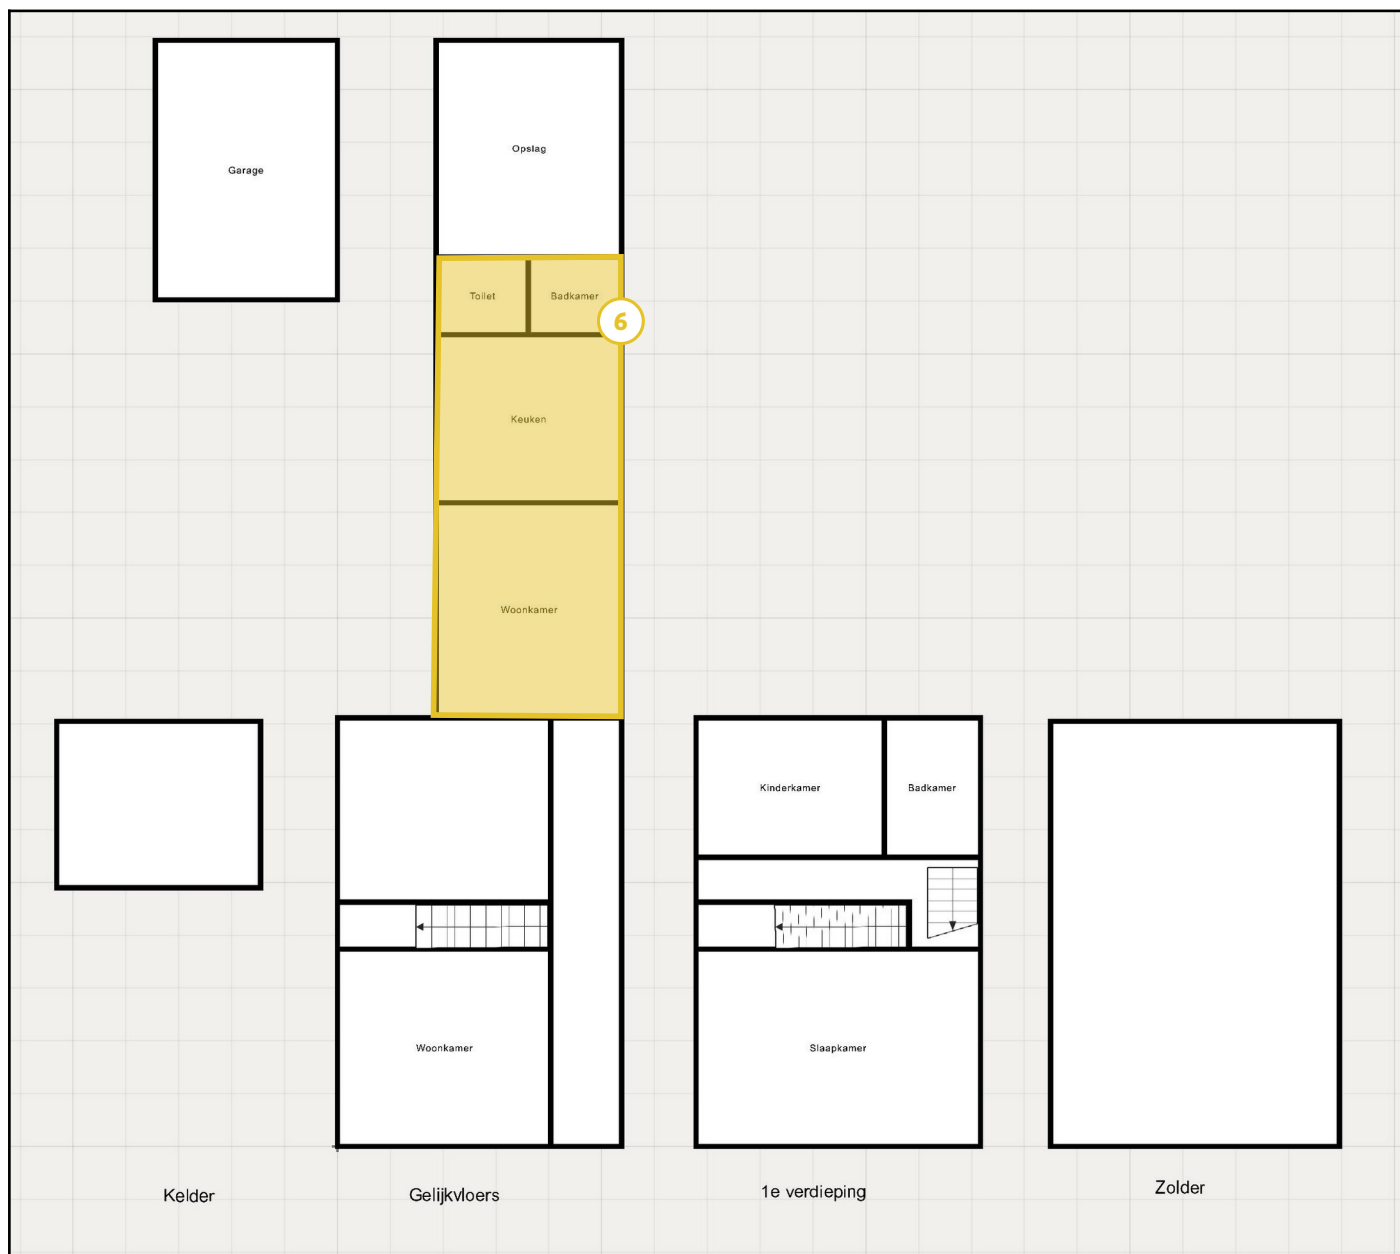 Garage
Opslag
Toilet
Badkamer
6
Keuken
Woonkamer
Kinderkamer
Badkamer
Woonkamer
Slaapkamer
Kelder
Gelijkvloers
1e verdieping
Zolder